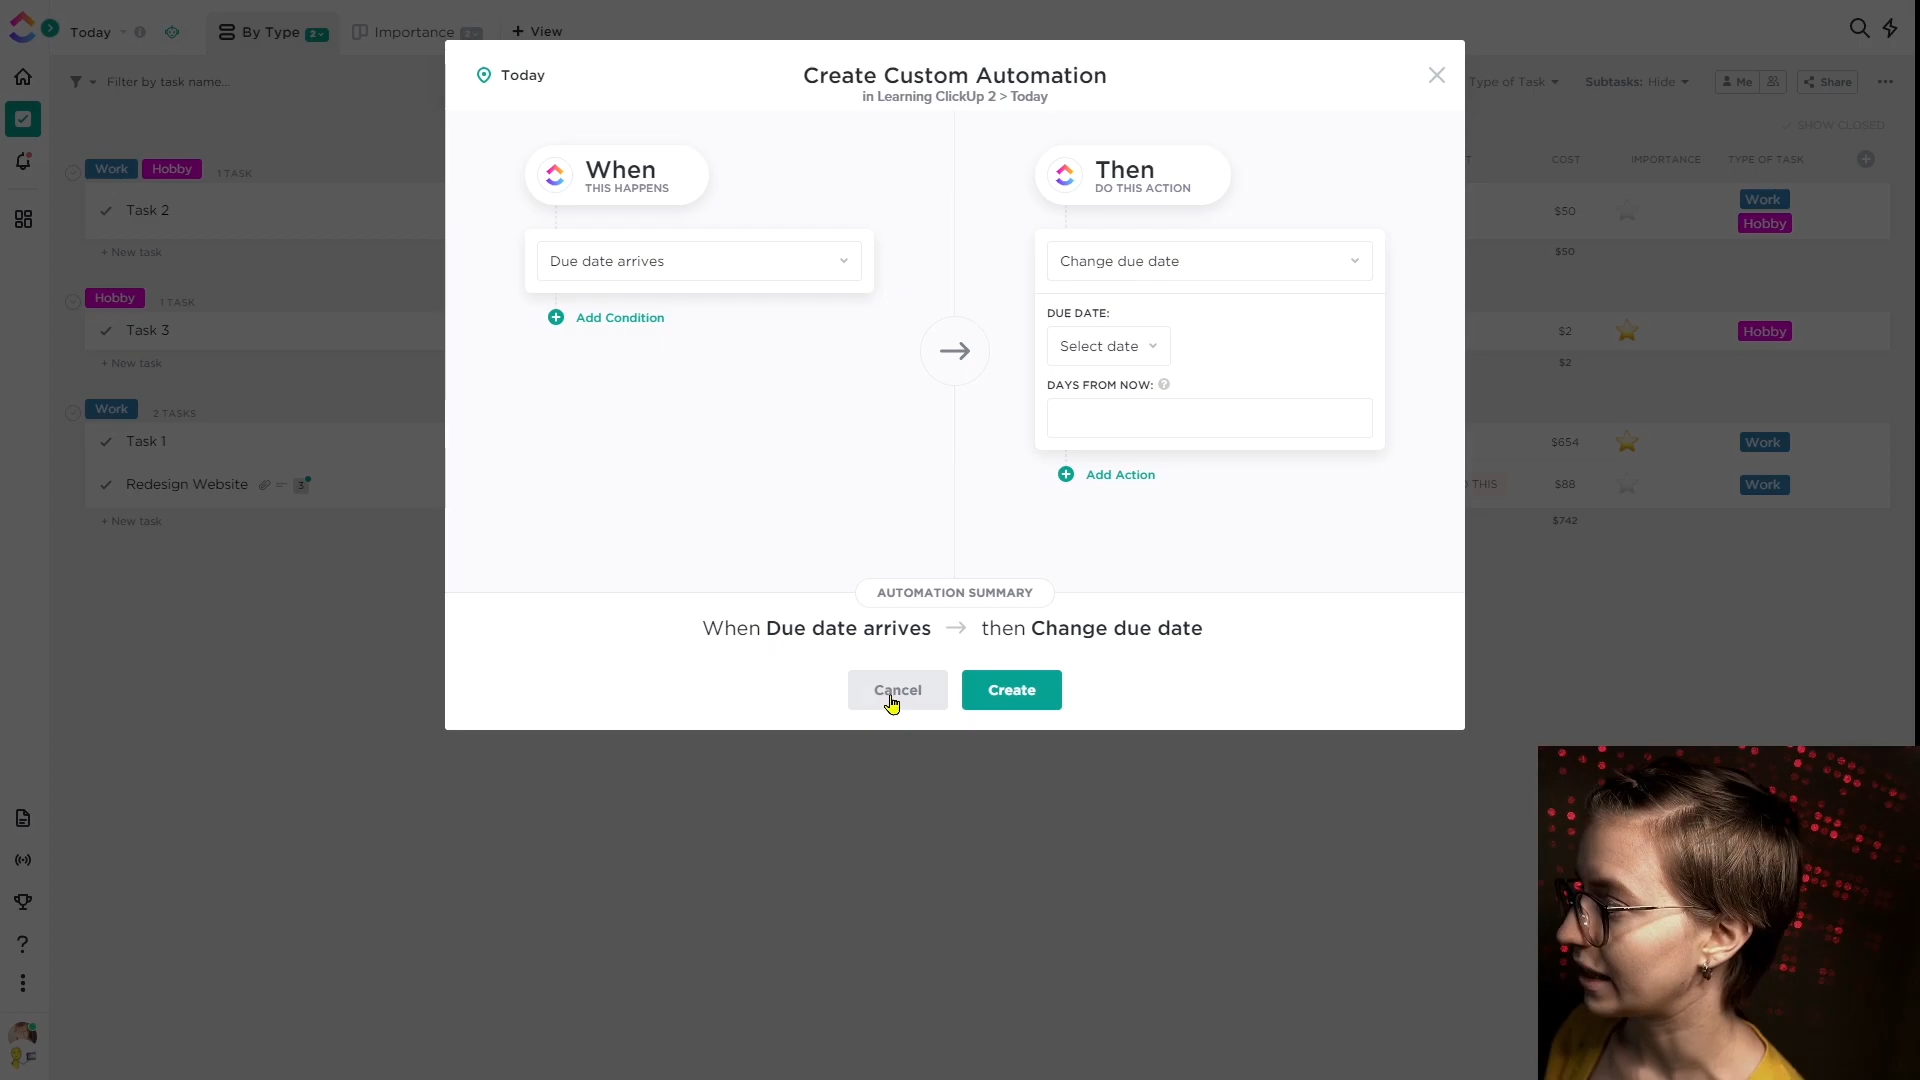 Today
By Type
2
Importance
+ View
Today
Create Custom Automation
in Learning ClickUp 2 > Today
Filter by task name...
Type of Task
Subtasks: Hide
Me
Share
SHOW CLOSED
When
THIS HAPPENS
Then
DO THIS ACTION
Work
Hobby
1 TASK
COST
IMPORTANCE
TYPE OF TASK
Task 2
$50
Work
Hobby
+ New task
$50
Due date arrives
Change due date
Add Condition
DUE DATE:
Select date
DAYS FROM NOW:
Add Action
Hobby
1 TASK
Task 3
$2
Hobby
+ New task
$2
Work
2 TASKS
Task 1
$654
Work
Redesign Website
3
THIS
$88
Work
+ New task
$742
AUTOMATION SUMMARY
When Due date arrives → then Change due date
Cancel
Create